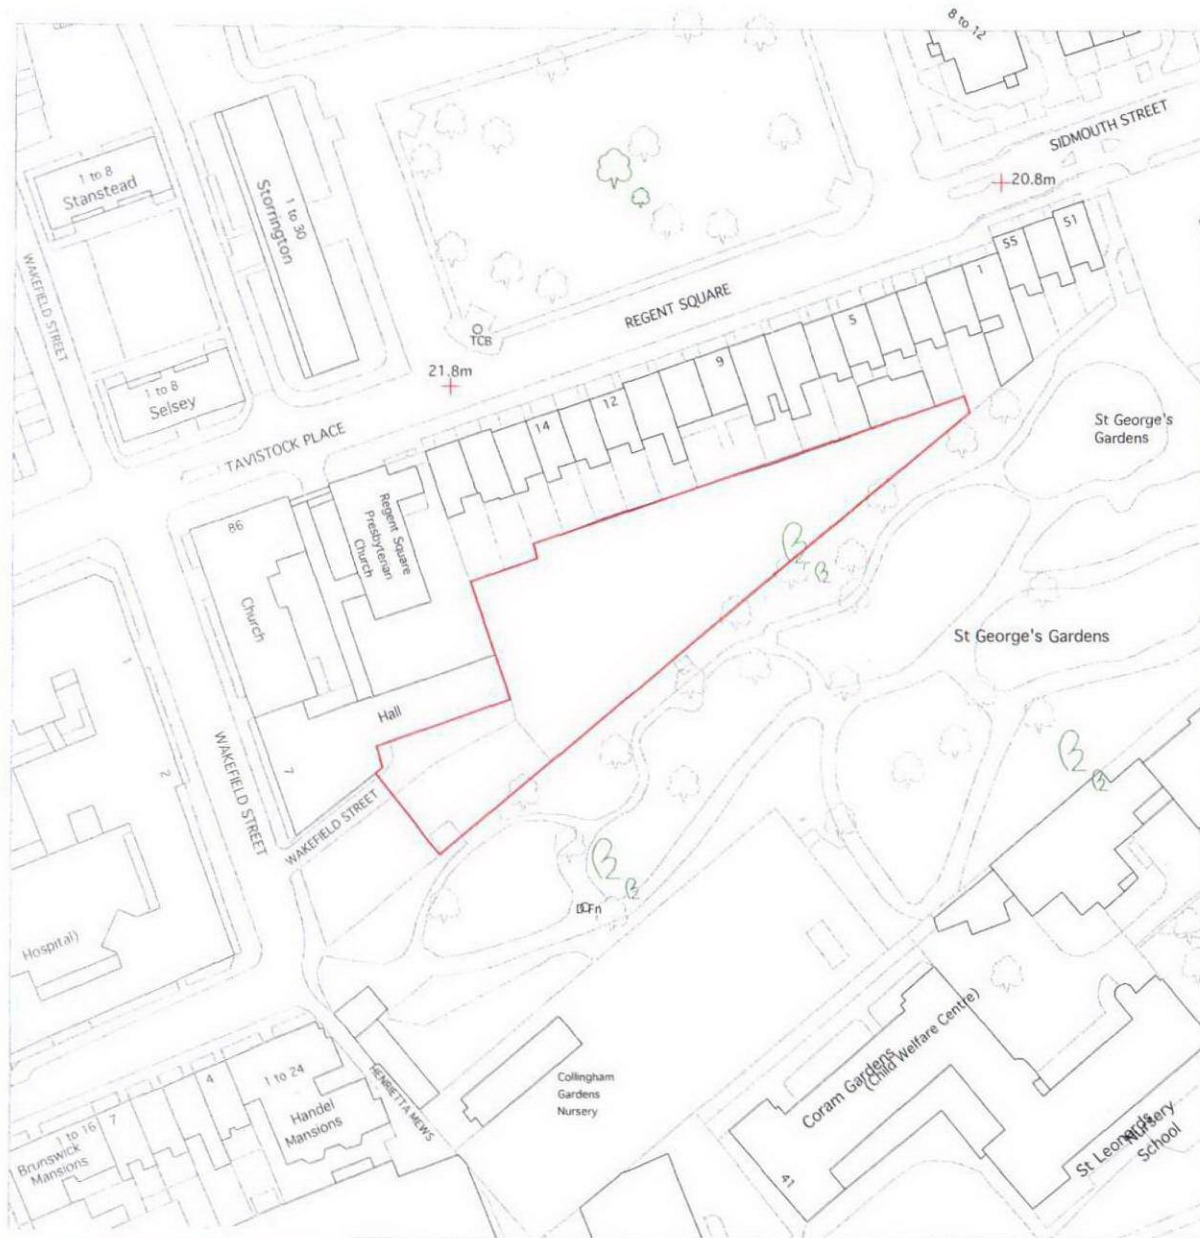 8 to 12
SIDMOUTH STREET
20.8m
1 to 8
Stanstead
1 to 30
Storrington
WAKEFIELD STREET
REGENT SQUARE
TCB
51
55
1
5
9
12
14
21.8m
1 to 8
Selsey
TAVISTOCK PLACE
St George's
Gardens
86
Regent Square
Presbyterian
Church
Church
St George's Gardens
1
2
Hall
7
WAKEFIELD STREET
WAKEFIELD STREET
Hospital)
Collingham
Gardens
Nursery
Coram Gardens
(Child Welfare Centre)
41
St Leonards
Nursery
School
HENRIETTA MEWS
1 to 24
Handel
Mansions
4
7
1 to 16
Brunswick
Mansions